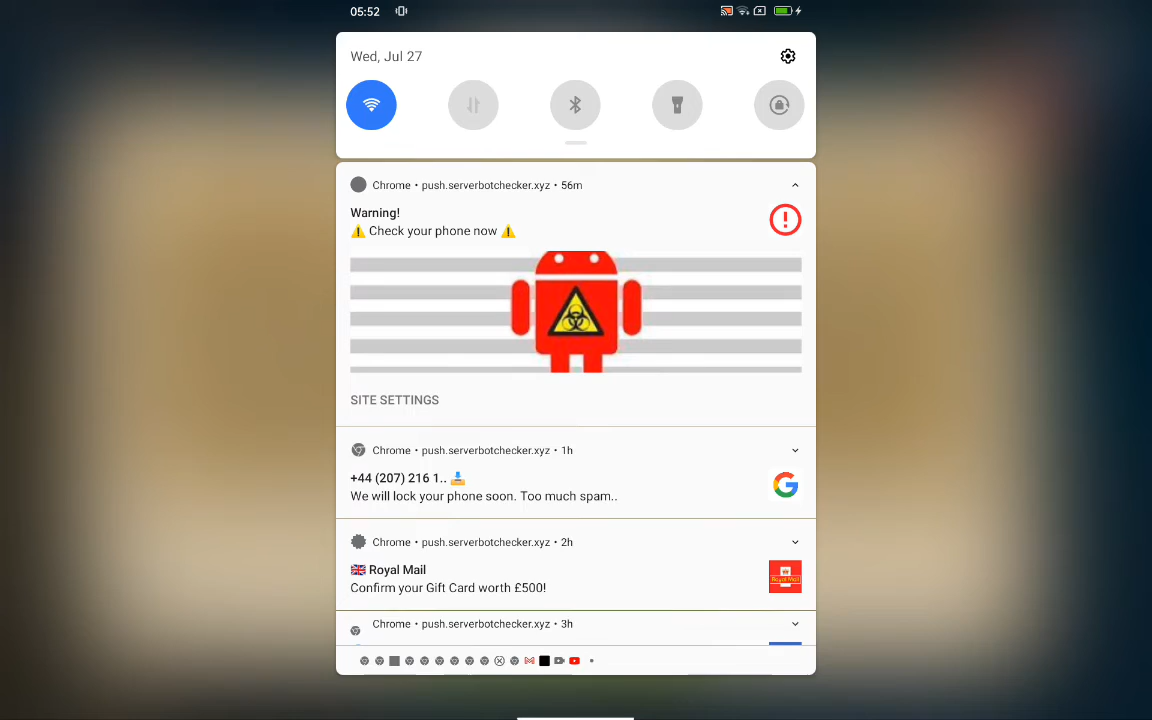 05:52
Wed, Jul 27
Chrome • push.serverbotchecker.xyz • 56m
Warning!
⚠️ Check your phone now ⚠️
SITE SETTINGS
Chrome • push.serverbotchecker.xyz • 1h
+44 (207) 216 1.. 📥
We will lock your phone soon. Too much spam..
Chrome • push.serverbotchecker.xyz • 2h
🇬🇧 Royal Mail
Confirm your Gift Card worth £500!
Royal Mail
Chrome • push.serverbotchecker.xyz • 3h